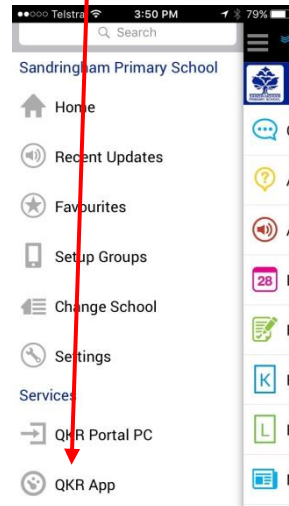 Telstra 3:50 PM 79%
Search
Sandringham Primary School
Home
Recent Updates
Favourites
Setup Groups
Change School
Settings
Services
QKR Portal PC
QKR App
C
A
A
28
K
L